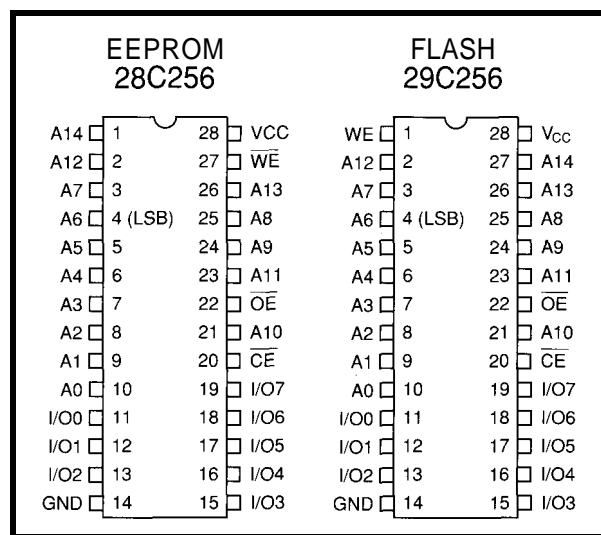 EEPROM FLASH
28C256 29C256
A14 1 28 VCC WE 1 28 VCC
A12 2 27 WE A12 2 27 A14
A7 3 26 A13 A7 3 26 A13
A6 4 (LSB) 25 A8 A6 4 (LSB) 25 A8
A5 5 24 A9 A5 5 24 A9
A4 6 23 A11 A4 6 23 A11
A3 7 22 OE A3 7 22 OE
A2 8 21 A10 A2 8 21 A10
A1 9 20 CE A1 9 20 CE
A0 10 19 I/O7 A0 10 19 I/O7
I/O0 11 18 I/O6 I/O0 11 18 I/O6
I/O1 12 17 I/O5 I/O1 12 17 I/O5
I/O2 13 16 I/O4 I/O2 13 16 I/O4
GND 14 15 I/O3 GND 14 15 I/O3